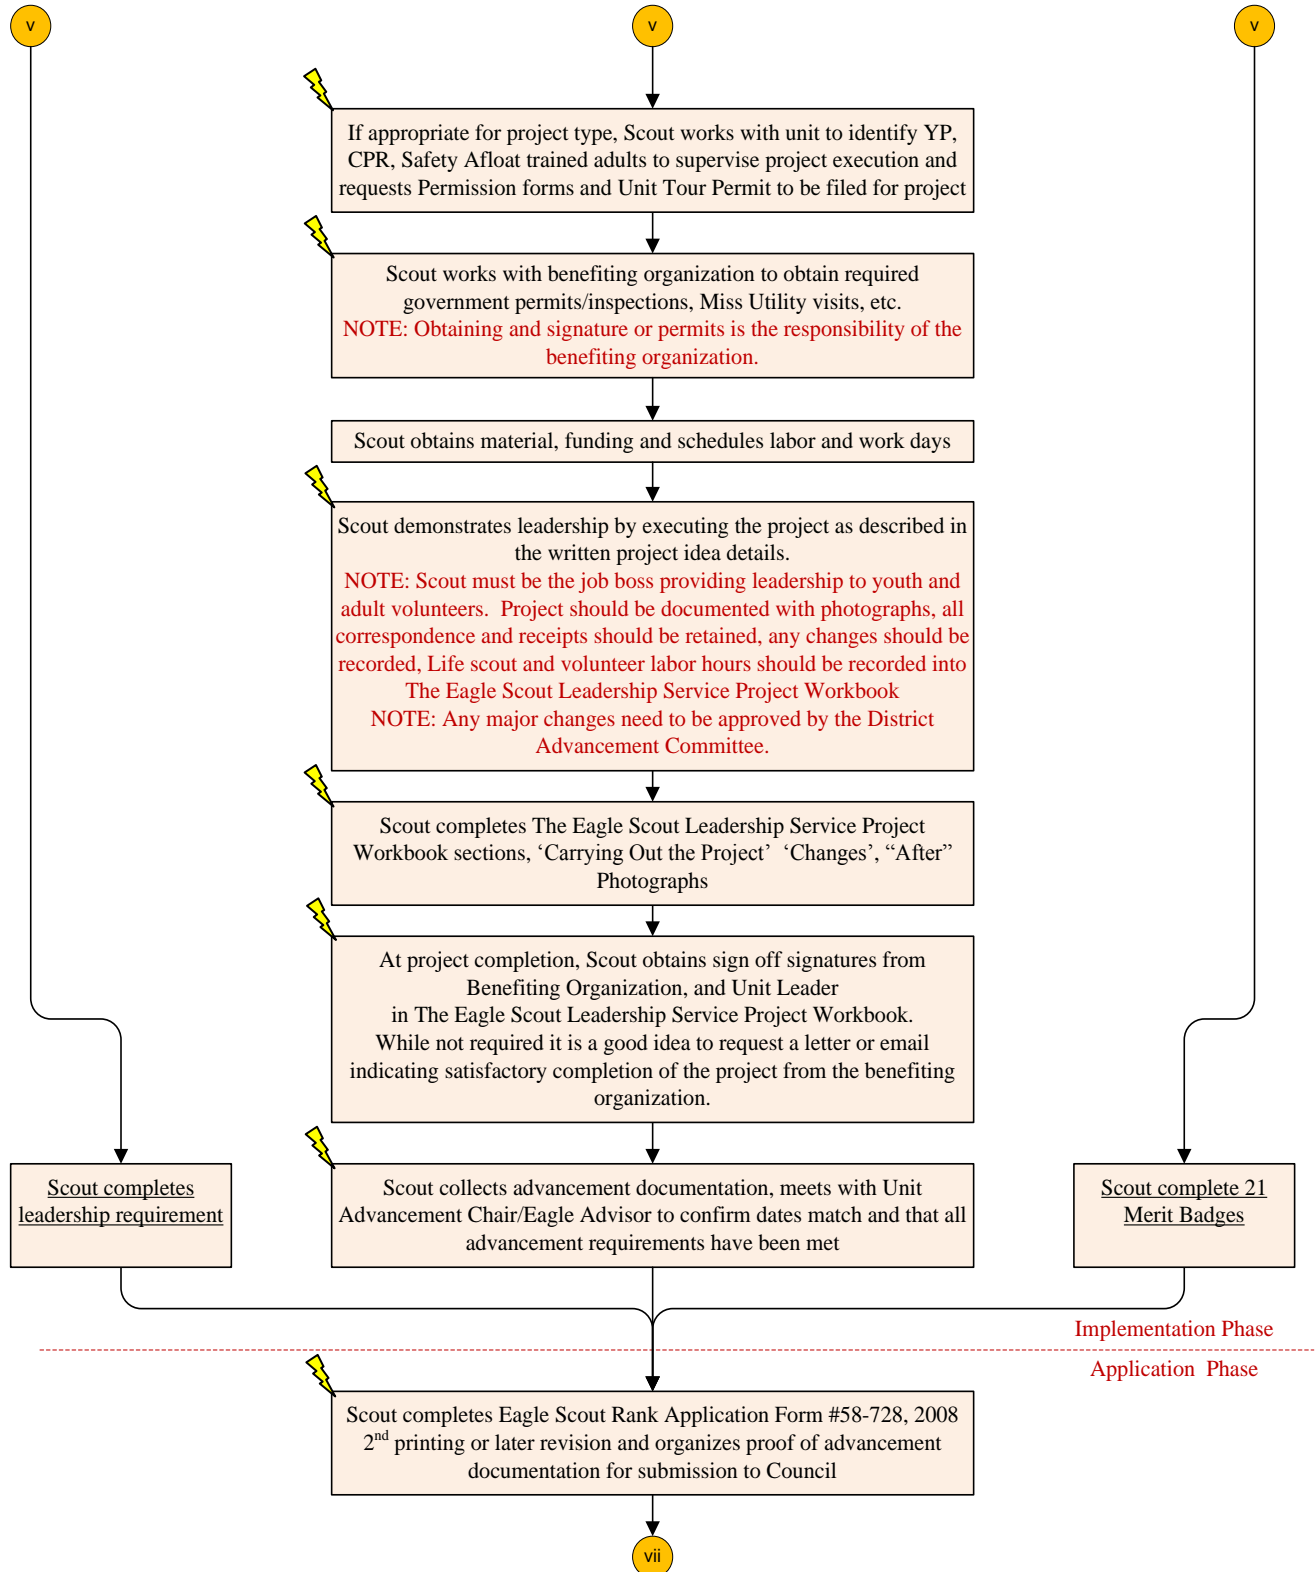 v
v
v
If appropriate for project type, Scout works with unit to identify YP,
CPR, Safety Afloat trained adults to supervise project execution and
requests Permission forms and Unit Tour Permit to be filed for project
Scout works with benefiting organization to obtain required
government permits/inspections, Miss Utility visits, etc.
NOTE: Obtaining and signature or permits is the responsibility of the
benefiting organization.
Scout obtains material, funding and schedules labor and work days
Scout demonstrates leadership by executing the project as described in
the written project idea details.
NOTE: Scout must be the job boss providing leadership to youth and
adult volunteers.  Project should be documented with photographs, all
correspondence and receipts should be retained, any changes should be
recorded, Life scout and volunteer labor hours should be recorded into
The Eagle Scout Leadership Service Project Workbook
NOTE: Any major changes need to be approved by the District
Advancement Committee.
Scout completes The Eagle Scout Leadership Service Project
Workbook sections, ‘Carrying Out the Project’  ‘Changes’, “After”
Photographs
At project completion, Scout obtains sign off signatures from
Benefiting Organization, and Unit Leader
in The Eagle Scout Leadership Service Project Workbook.
While not required it is a good idea to request a letter or email
indicating satisfactory completion of the project from the benefiting
organization.
Scout completes
leadership requirement
Scout collects advancement documentation, meets with Unit
Advancement Chair/Eagle Advisor to confirm dates match and that all
advancement requirements have been met
Scout complete 21
Merit Badges
Implementation Phase
Application  Phase
Scout completes Eagle Scout Rank Application Form #58-728, 2008
2nd printing or later revision and organizes proof of advancement
documentation for submission to Council
vii